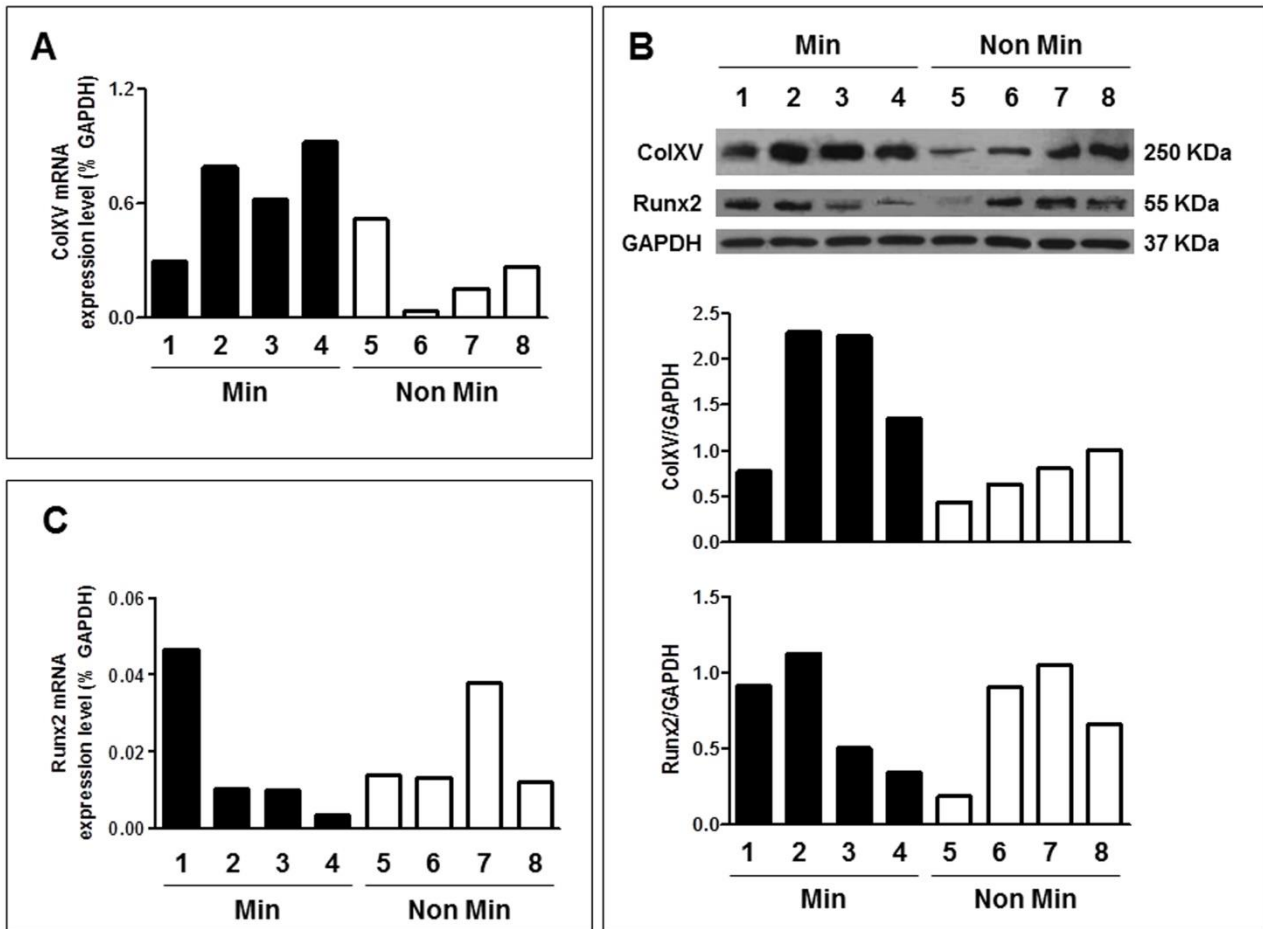 A
ColXV mRNA
expression level (% GAPDH)
1.2
0.6
0.0
1 2 3 4 5 6 7 8
Min Non Min
B
Min Non Min
1 2 3 4 5 6 7 8
ColXV 250 KDa
Runx2 55 KDa
GAPDH 37 KDa
ColXV/GAPDH
2.5
2.0
1.5
1.0
0.5
0.0
Runx2/GAPDH
1.5
1.0
0.5
0.0
1 2 3 4 5 6 7 8
Min Non Min
C
Runx2 mRNA
expression level (% GAPDH)
0.06
0.04
0.02
0.00
1 2 3 4 5 6 7 8
Min Non Min